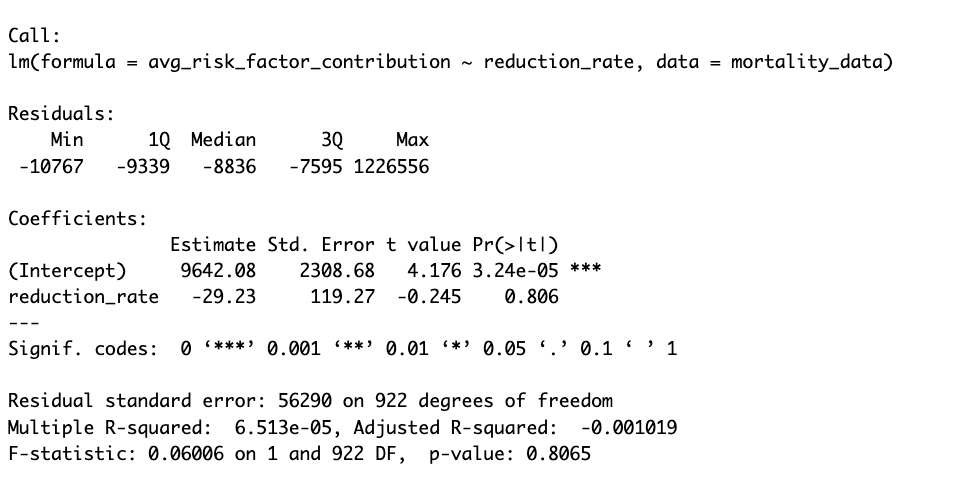 Call:
lm(formula = avg_risk_factor_contribution ~ reduction_rate, data = mortality_data)
Residuals:
Min 1Q Median 3Q Max
-10767 -9339 -8836 -7595 1226556
Coefficients:
Estimate Std. Error t value Pr(>|t|)
(Intercept) 9642.08 2308.68 4.176 3.24e-05 ***
reduction_rate -29.23 119.27 -0.245 0.806
---
Signif. codes: 0 ‘***’ 0.001 ‘**’ 0.01 ‘*’ 0.05 ‘.’ 0.1 ‘ ’ 1
Residual standard error: 56290 on 922 degrees of freedom
Multiple R-squared: 6.513e-05, Adjusted R-squared: -0.001019
F-statistic: 0.06006 on 1 and 922 DF, p-value: 0.8065